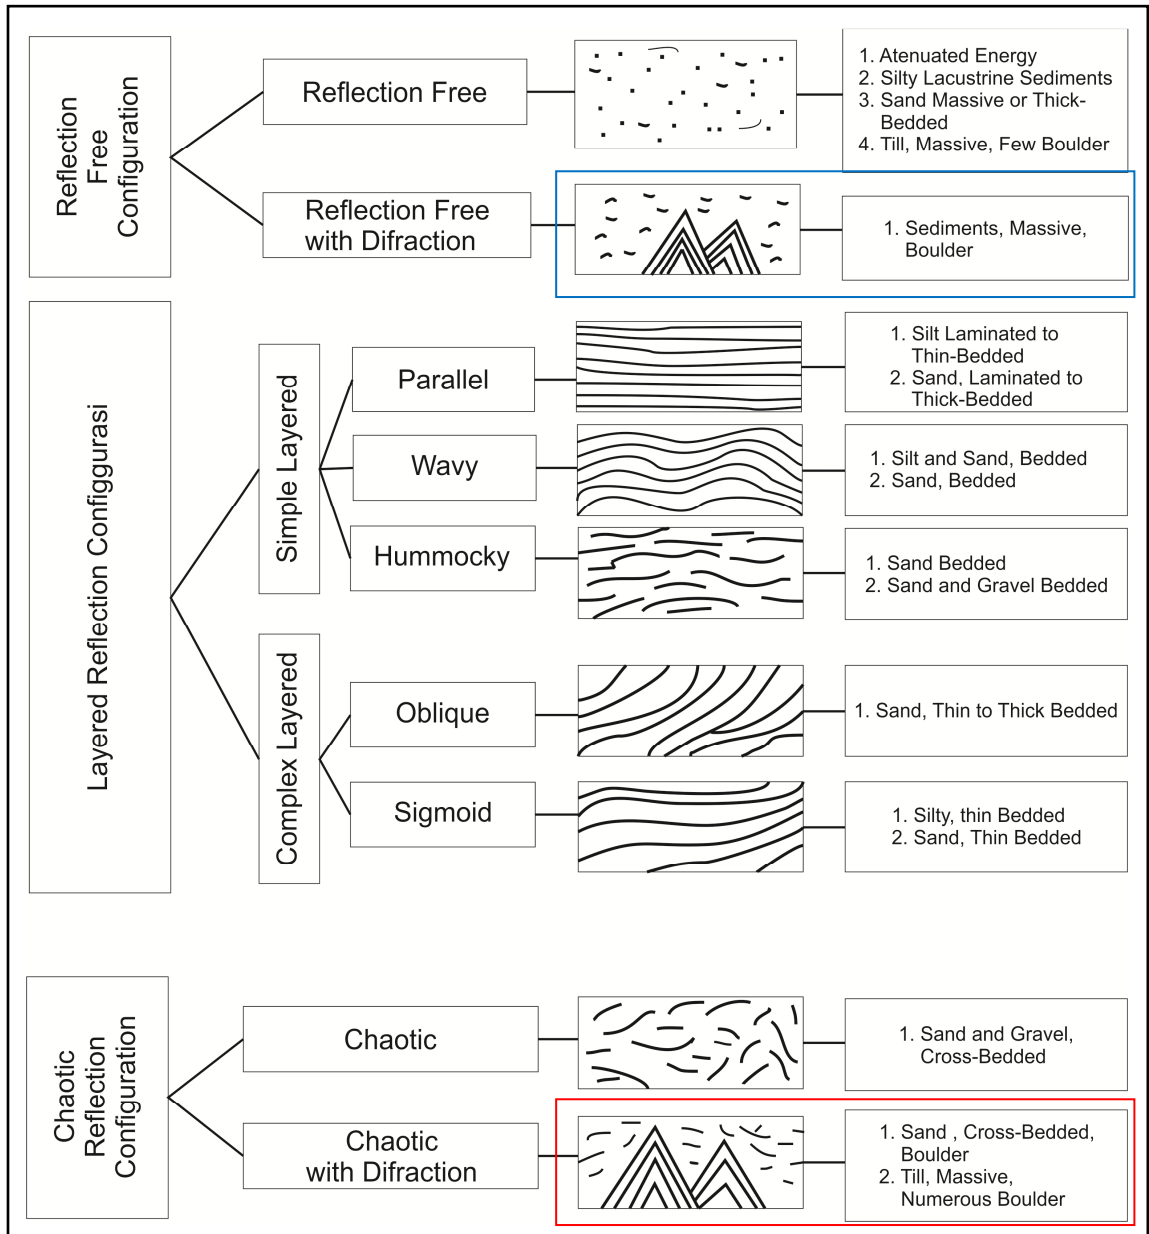 Reflection
Free
Configuration
Reflection Free
1. Atenuated Energy
2. Silty Lacustrine Sediments
3. Sand Massive or Thick-
Bedded
4. Till, Massive, Few Boulder
Reflection Free
with Difraction
1. Sediments, Massive,
Boulder
Layered Reflection Configgurasi
Simple Layered
Parallel
1. Silt Laminated to
Thin-Bedded
2. Sand, Laminated to
Thick-Bedded
Wavy
1. Silt and Sand, Bedded
2. Sand, Bedded
Hummocky
1. Sand Bedded
2. Sand and Gravel Bedded
Complex Layered
Oblique
1. Sand, Thin to Thick Bedded
Sigmoid
1. Silty, thin Bedded
2. Sand, Thin Bedded
Chaotic
Reflection
Configuration
Chaotic
1. Sand and Gravel,
Cross-Bedded
Chaotic
with Difraction
1. Sand , Cross-Bedded,
Boulder
2. Till, Massive,
Numerous Boulder